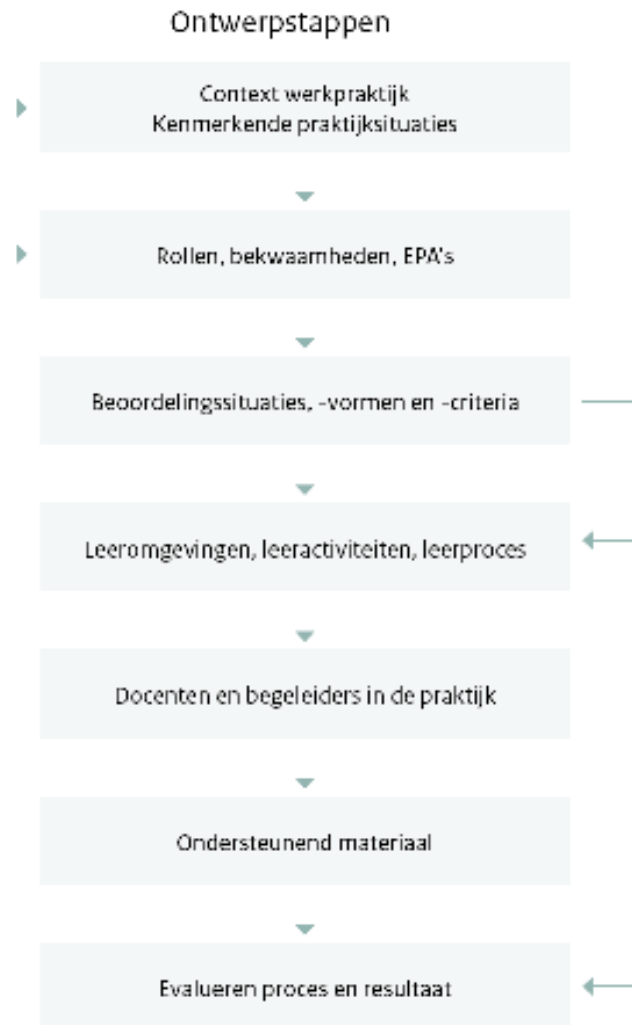 Ontwerpstappen
Context werkpraktijk
Kenmerkende praktijksituaties
Rollen, bekwaamheden, EPA's
Beoordelingssituaties, -vormen en -criteria
Leeromgevingen, leeractiviteiten, leerproces
Docenten en begeleiders in de praktijk
Ondersteunend materiaal
Evalueren proces en resultaat